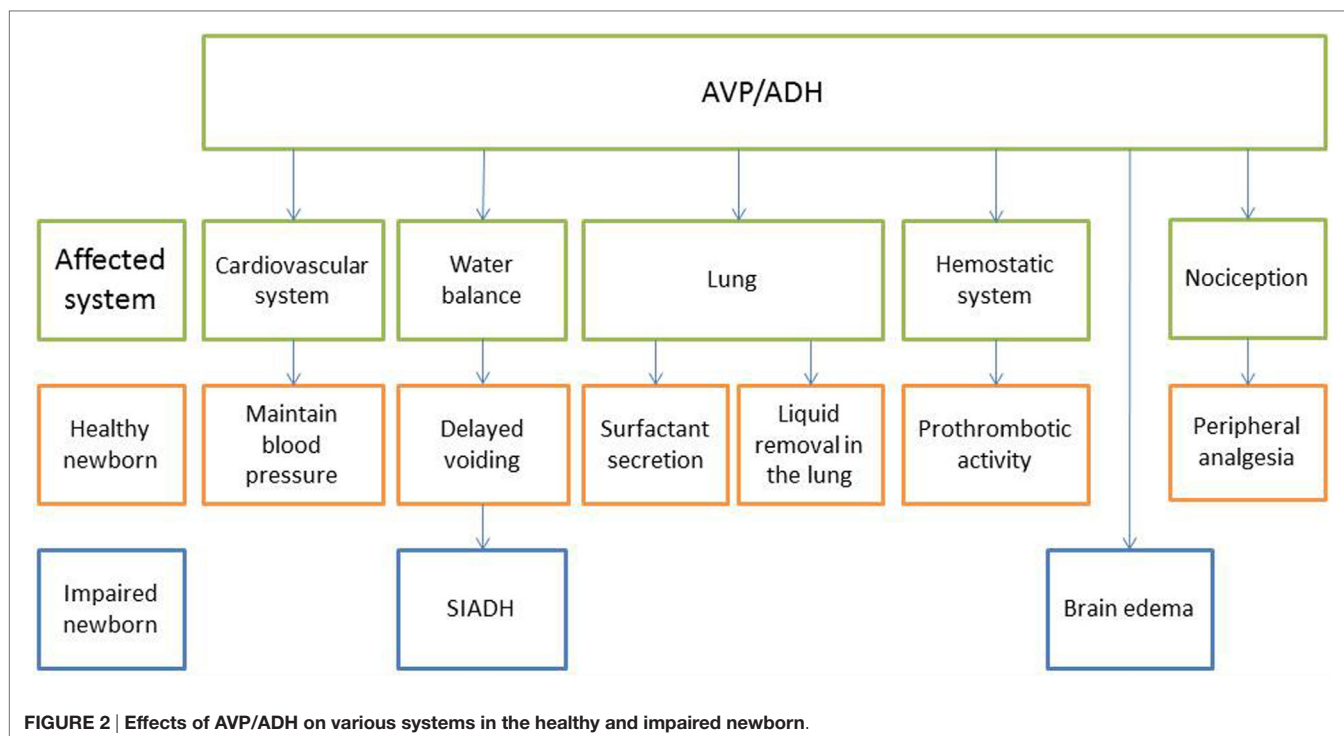 AVP/ADH
Affected
system
Cardiovascular
system
Water
balance
Lung
Hemostatic
system
Nociception
Healthy
newborn
Maintain
blood
pressure
Delayed
voiding
Surfactant
secretion
Liquid
removal in
the lung
Prothrombotic
activity
Peripheral
analgesia
Impaired
newborn
SIADH
Brain edema
FIGURE 2 | Effects of AVP/ADH on various systems in the healthy and impaired newborn.